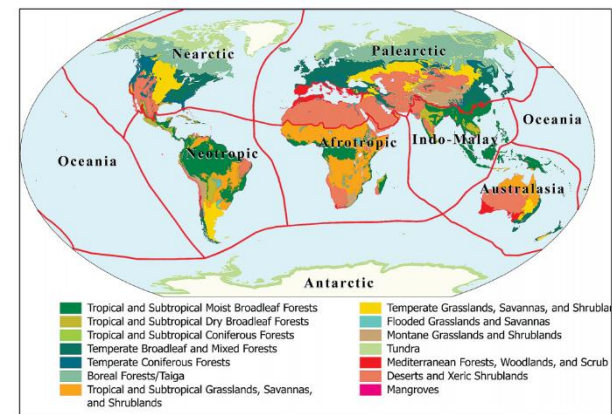 Nearctic
Palearctic
Oceania
Neotropic
Afrotropic
Indo-Malay
Oceania
Australasia
Antarctic
Tropical and Subtropical Moist Broadleaf Forests
Tropical and Subtropical Dry Broadleaf Forests
Tropical and Subtropical Coniferous Forests
Temperate Broadleaf and Mixed Forests
Temperate Coniferous Forests
Boreal Forests/Taiga
Tropical and Subtropical Grasslands, Savannas,
and Shrublands
Temperate Grasslands, Savannas, and Shrublan
Flooded Grasslands and Savannas
Montane Grasslands and Shrublands
Tundra
Mediterranean Forests, Woodlands, and Scrub
Deserts and Xeric Shrublands
Mangroves